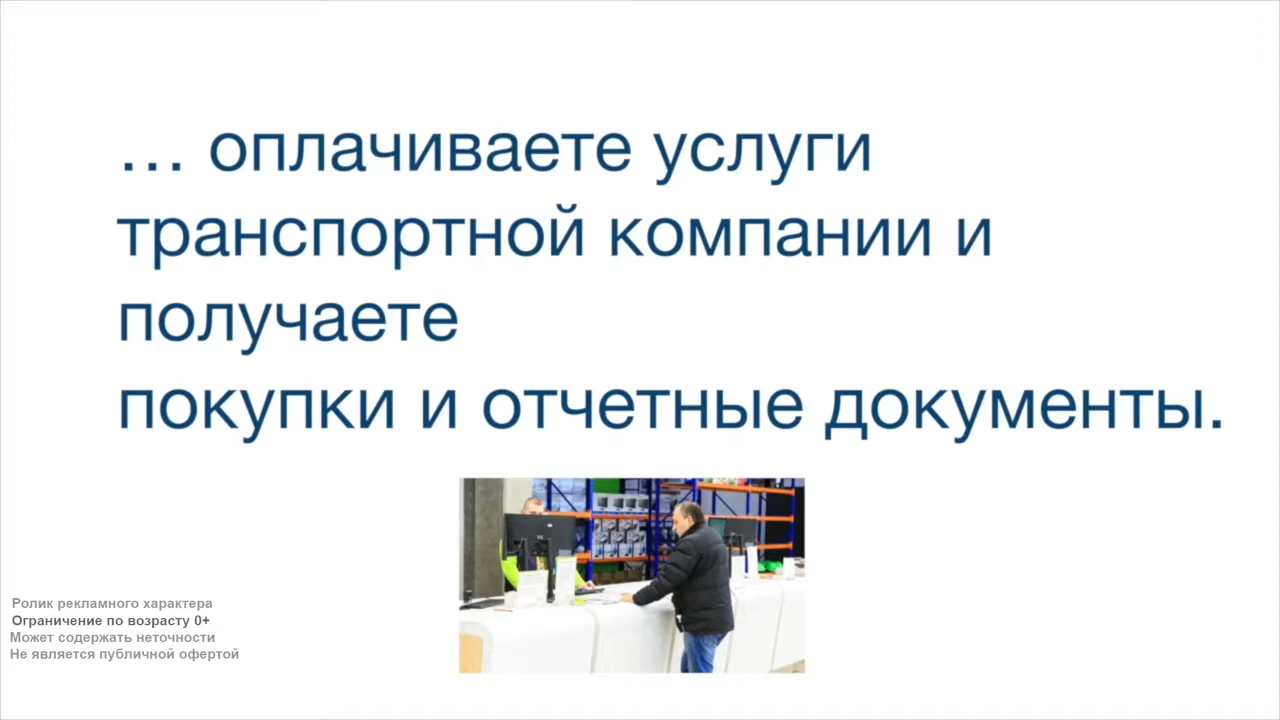 ... оплачиваете услуги
транспортной компании и
получаете
покупки и отчетные документы.
Ролик рекламного характера
Ограничение по возрасту 0+
Может содержать неточности
Не является публичной офертой